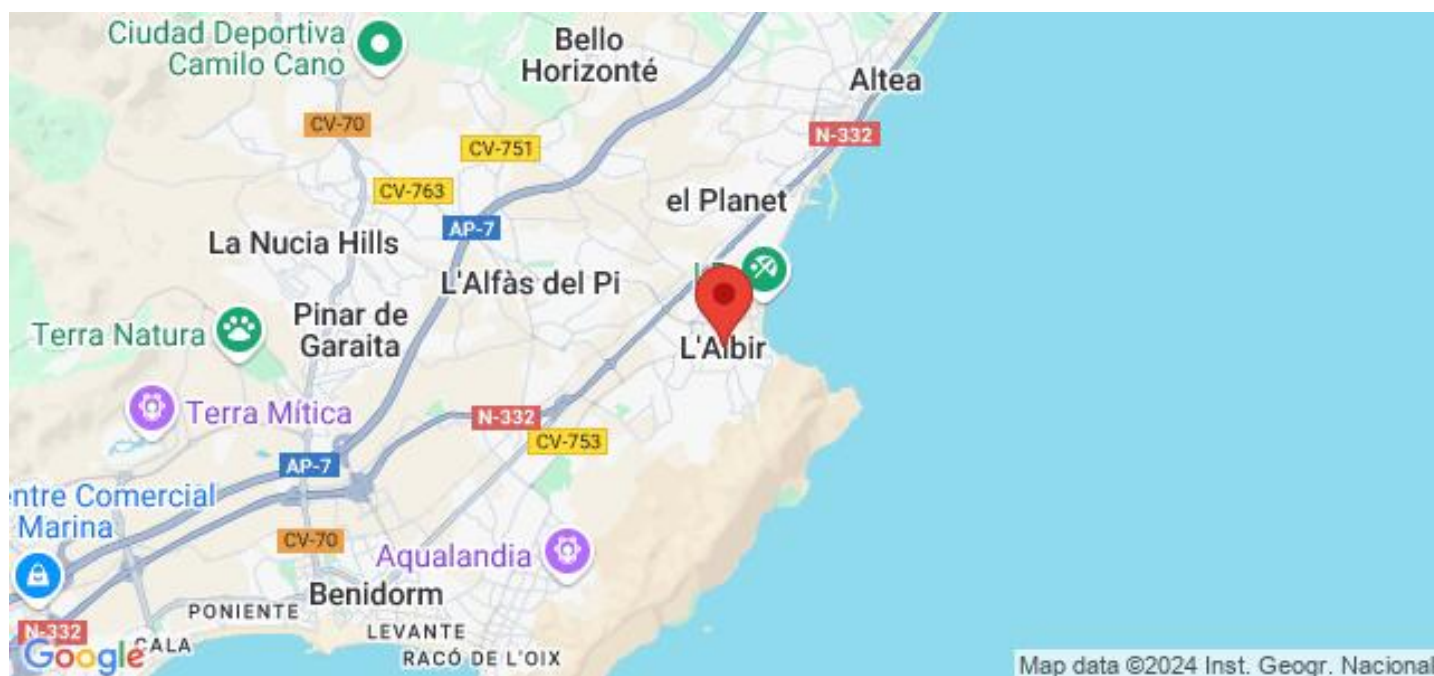 Ciudad Deportiva
Camilo Cano
Bello
Horizonté
Altea
CV-70
N-332
CV-751
CV-763
el Planet
AP-7
La Nucia Hills
L'Alfàs del Pi
Terra Natura
Pinar de
Garaita
L'Albir
Terra Mítica
N-332
CV-753
AP-7
entre Comercial
Marina
CV-70
Aqualandia
Benidorm
PONIENTE
LEVANTE
N-332
CALA
RACÓ DE L'OIX
Google
Map data ©2024 Inst. Geogr. Nacional